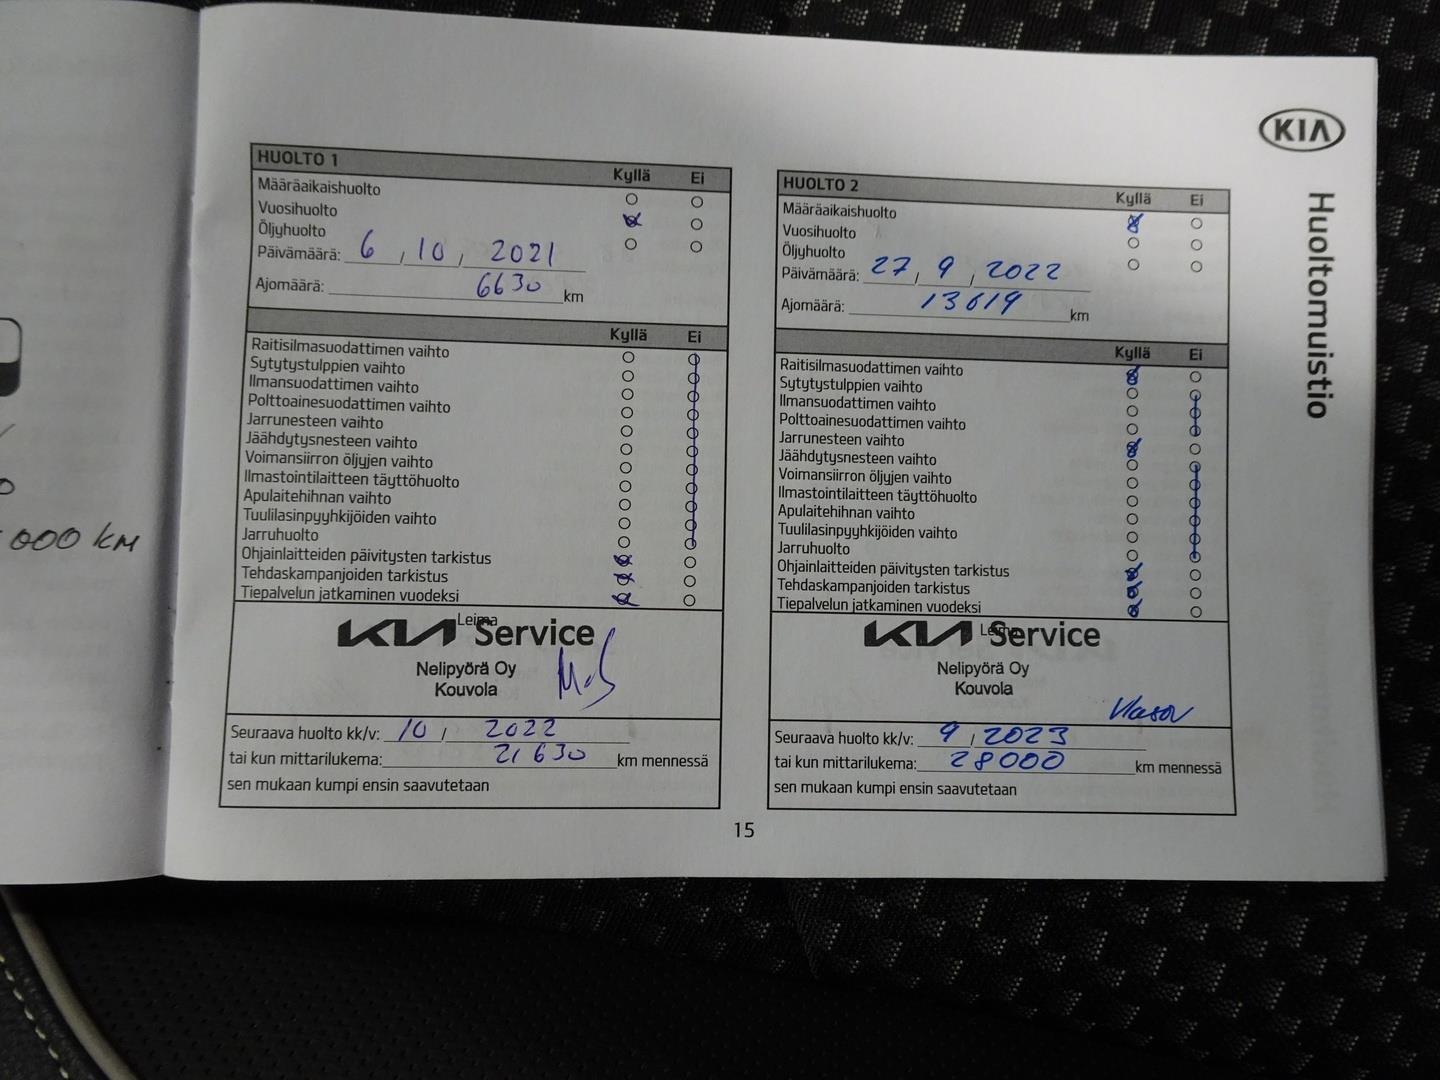 000 km
KIA
Huoltomuistio
HUOLTO 1
Kyllä Ei
Määräaikaishuolto
Vuosihuolto
Öljyhuolto
Päivämäärä: 6, 10, 2021
Ajomäärä: 6630 km
Kyllä Ei
Raitisilmasuodattimen vaihto
Sytytystulppien vaihto
Ilmansuodattimen vaihto
Polttoainesuodattimen vaihto
Jarrunesteen vaihto
Jäähdytysnesteen vaihto
Voimansiirron öljyjen vaihto
Ilmastointilaitteen täyttöhuolto
Apulaitehihnan vaihto
Tuulilasinpyyhkijöiden vaihto
Jarruhuolto
Ohjainlaitteiden päivitysten tarkistus
Tehdaskampanjoiden tarkistus
Tiepalvelun jatkaminen vuodeksi
Leima
KIA Service
Nelipyörä Oy
Kouvola
Seuraava huolto kk/v: 10, 2022
tai kun mittarilukema: 21630 km mennessä
sen mukaan kumpi ensin saavutetaan
HUOLTO 2
Kyllä Ei
Määräaikaishuolto
Vuosihuolto
Öljyhuolto
Päivämäärä: 27, 9, 2022
Ajomäärä: 13619 km
Kyllä Ei
Raitisilmasuodattimen vaihto
Sytytystulppien vaihto
Ilmansuodattimen vaihto
Polttoainesuodattimen vaihto
Jarrunesteen vaihto
Jäähdytysnesteen vaihto
Voimansiirron öljyjen vaihto
Ilmastointilaitteen täyttöhuolto
Apulaitehihnan vaihto
Tuulilasinpyyhkijöiden vaihto
Jarruhuolto
Ohjainlaitteiden päivitysten tarkistus
Tehdaskampanjoiden tarkistus
Tiepalvelun jatkaminen vuodeksi
Leima
KIA Service
Nelipyörä Oy
Kouvola
Seuraava huolto kk/v: 9, 2023
tai kun mittarilukema: 28000 km mennessä
sen mukaan kumpi ensin saavutetaan
15